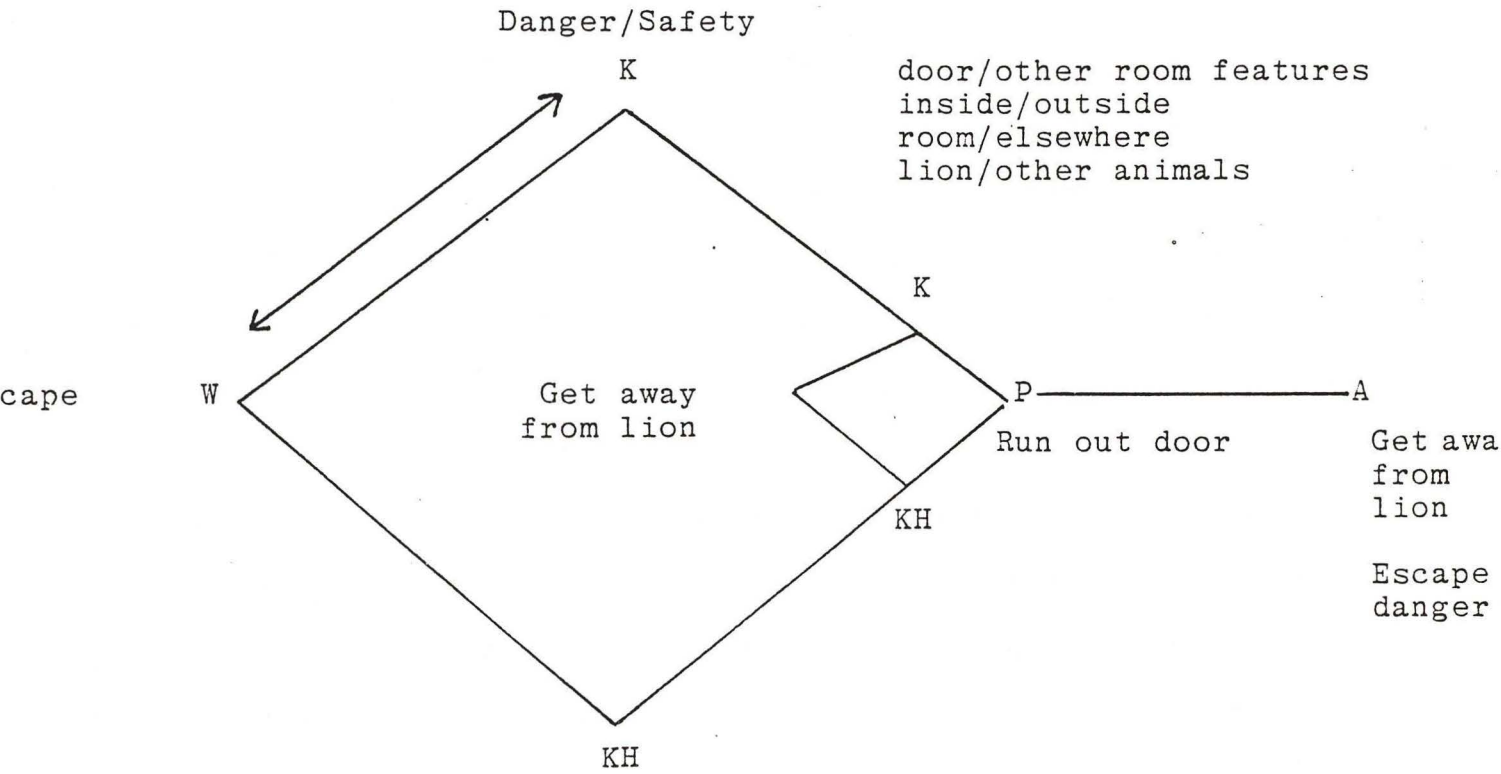 Danger/Safety
K
door/other room features
inside/outside
room/elsewhere
lion/other animals
K
cape
W
Get away
from lion
P
A
Run out door
Get awa
from
lion
KH
Escape
danger
KH